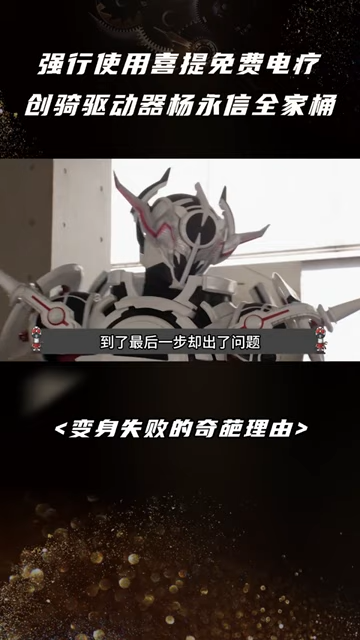 强行使用喜提免费电疗
创骑驱动器杨永信全家桶
到了最后一步却出了问题
<变身失败的奇葩理由>